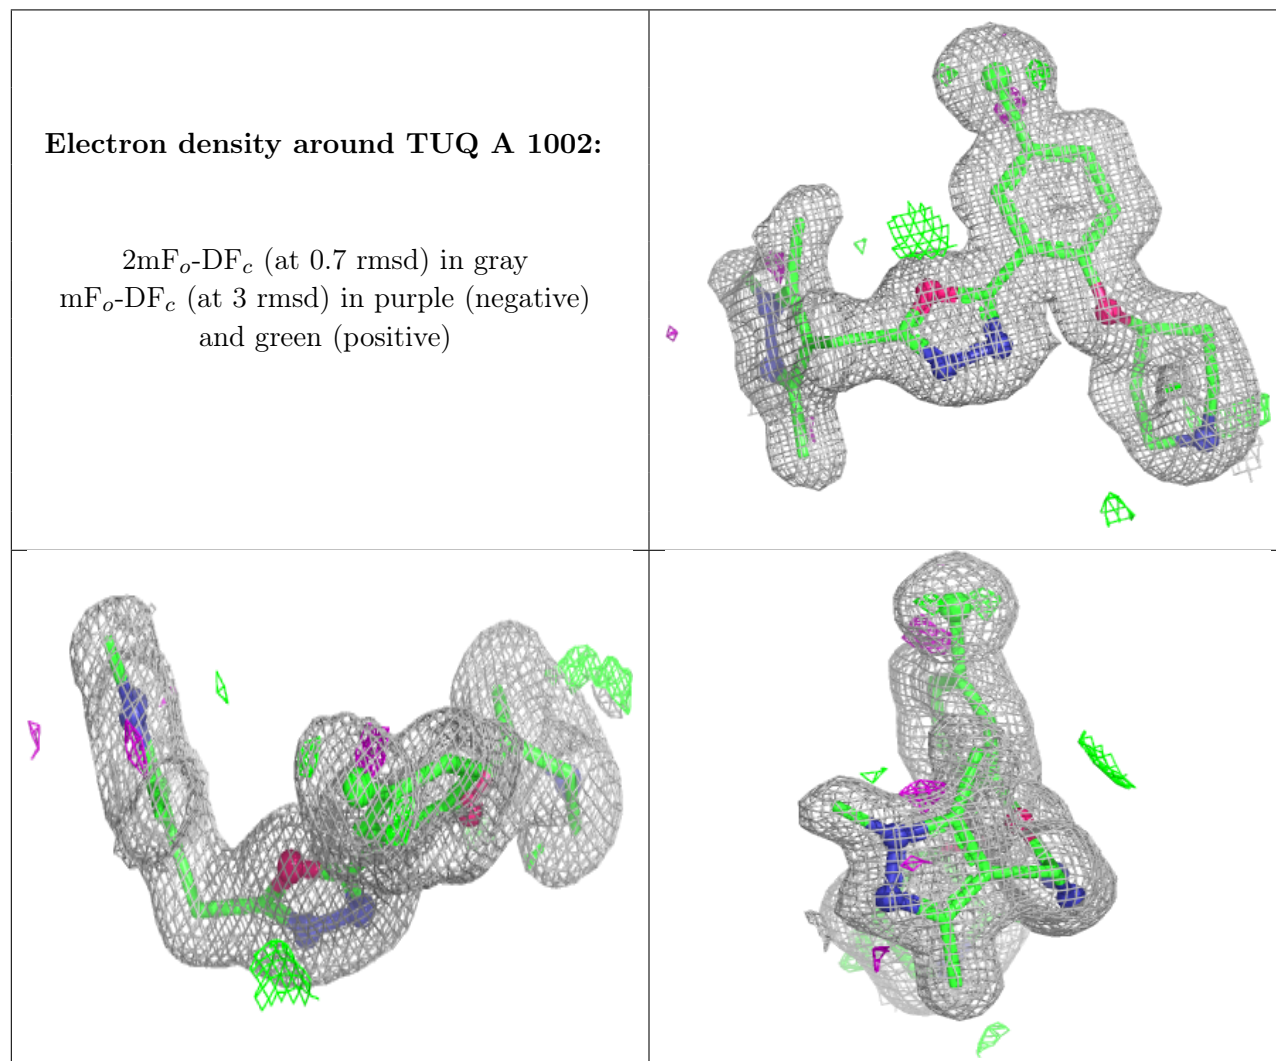 Electron density around TUQ A 1002:
2mFo-DFc (at 0.7 rmsd) in gray
mFo-DFc (at 3 rmsd) in purple (negative)
and green (positive)